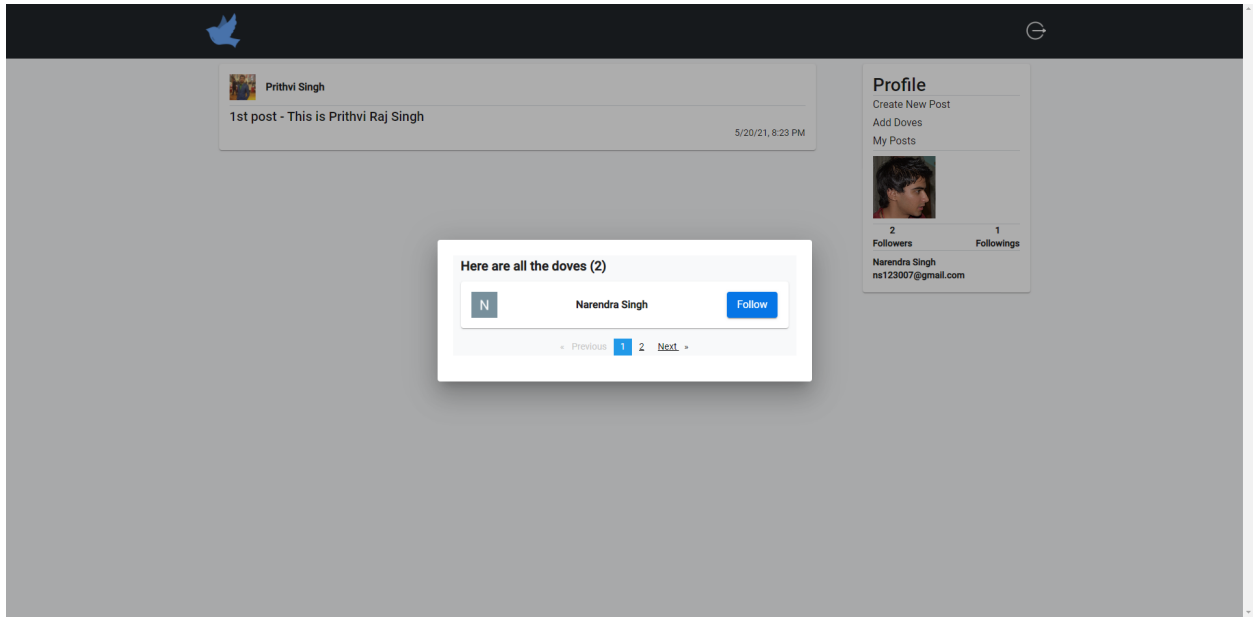 Prithvi Singh
1st post - This is Prithvi Raj Singh
5/20/21, 8:23 PM
Profile
Create New Post
Add Doves
My Posts
2 1
Followers Followings
Narendra Singh
ns123007@gmail.com
Here are all the doves (2)
N Narendra Singh Follow
« Previous 1 2 Next »